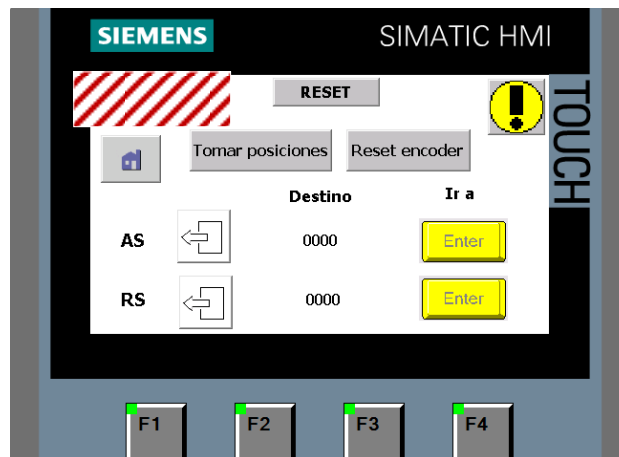 SIEMENS
SIMATIC HMI
TOUCH
RESET
Tomar posiciones
Reset encoder
Destino
Ir a
AS
0000
Enter
RS
0000
Enter
F1
F2
F3
F4